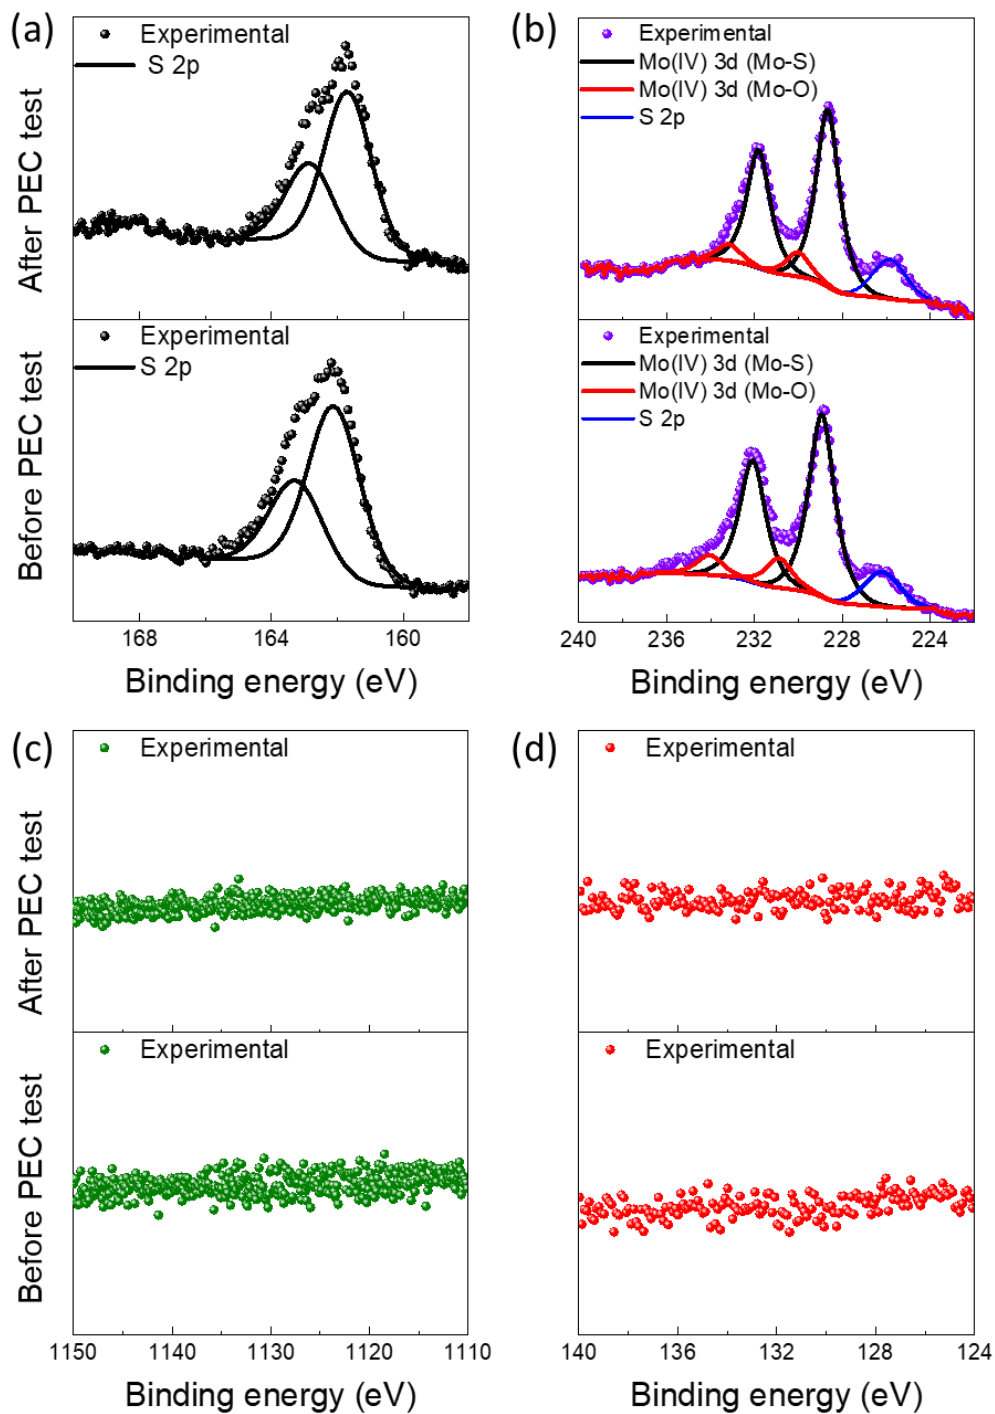 (a)
After PEC test
Experimental
S 2p
Before PEC test
Experimental
S 2p
168
164
160
Binding energy (eV)
(b)
Experimental
Mo(IV) 3d (Mo-S)
Mo(IV) 3d (Mo-O)
S 2p
Experimental
Mo(IV) 3d (Mo-S)
Mo(IV) 3d (Mo-O)
S 2p
240
236
232
228
224
Binding energy (eV)
(c)
After PEC test
Experimental
Before PEC test
Experimental
1150
1140
1130
1120
1110
Binding energy (eV)
(d)
Experimental
Experimental
140
136
132
128
124
Binding energy (eV)